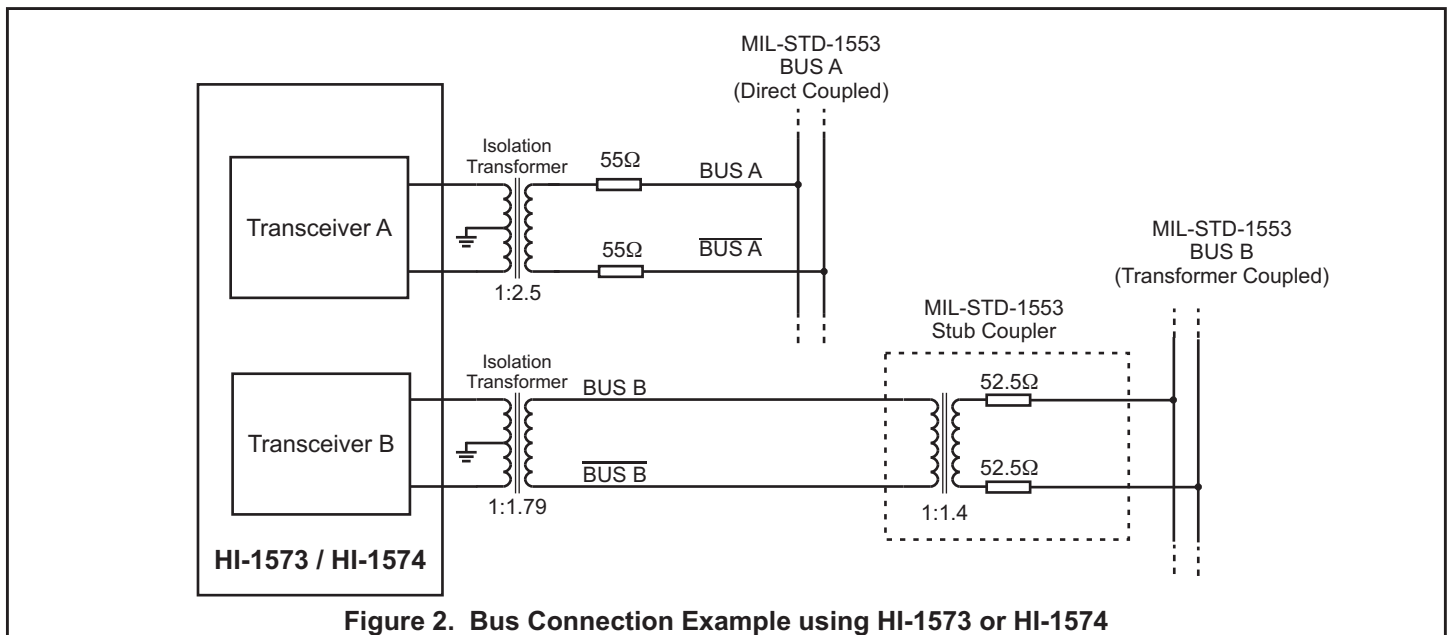 MIL-STD-1553
BUS A
(Direct Coupled)
Isolation
Transformer
55Ω
BUS A
Transceiver A
55Ω
BUS A
1:2.5
MIL-STD-1553
BUS B
(Transformer Coupled)
MIL-STD-1553
Stub Coupler
Isolation
Transformer
BUS B
52.5Ω
Transceiver B
BUS B
52.5Ω
1:1.79
1:1.4
HI-1573 / HI-1574
Figure 2. Bus Connection Example using HI-1573 or HI-1574